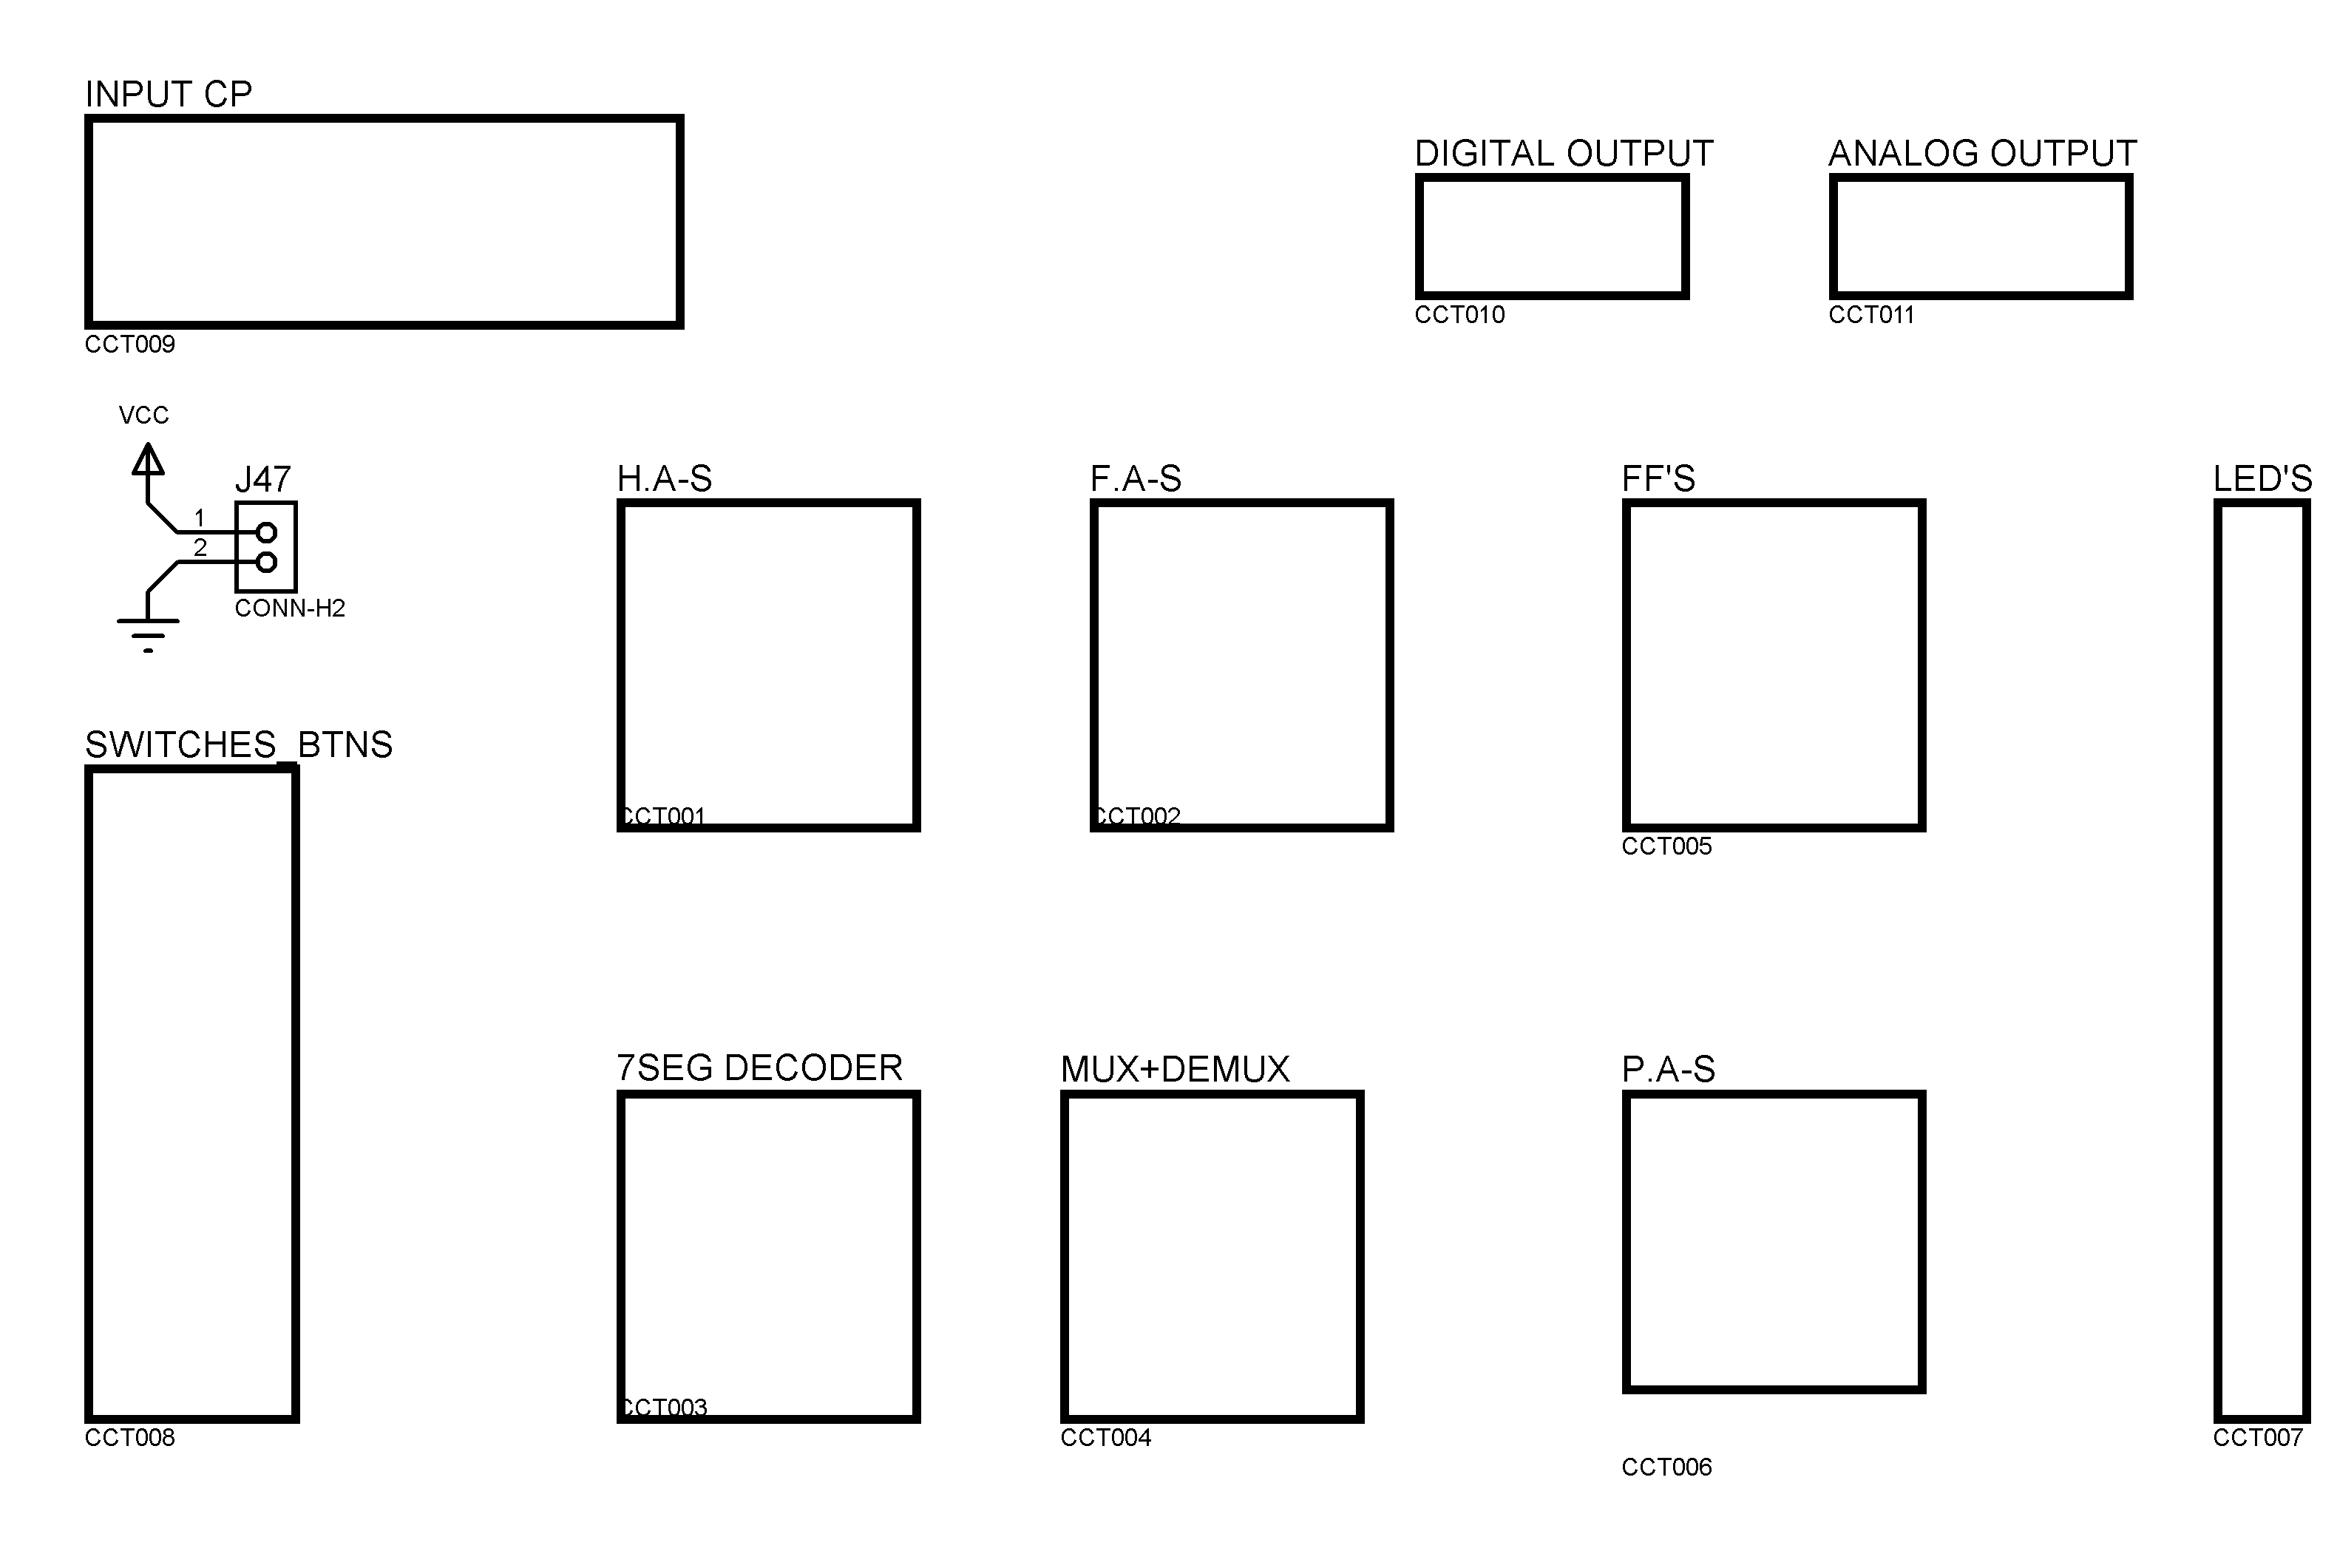 INPUT CP
CCT009
DIGITAL OUTPUT
CCT010
ANALOG OUTPUT
CCT011
VCC
J47
1
2
CONN-H2
H.A-S
CCT001
F.A-S
CCT002
FF'S
CCT005
LED'S
CCT007
SWITCHES_BTNS
CCT008
7SEG DECODER
CCT003
MUX+DEMUX
CCT004
P.A-S
CCT006